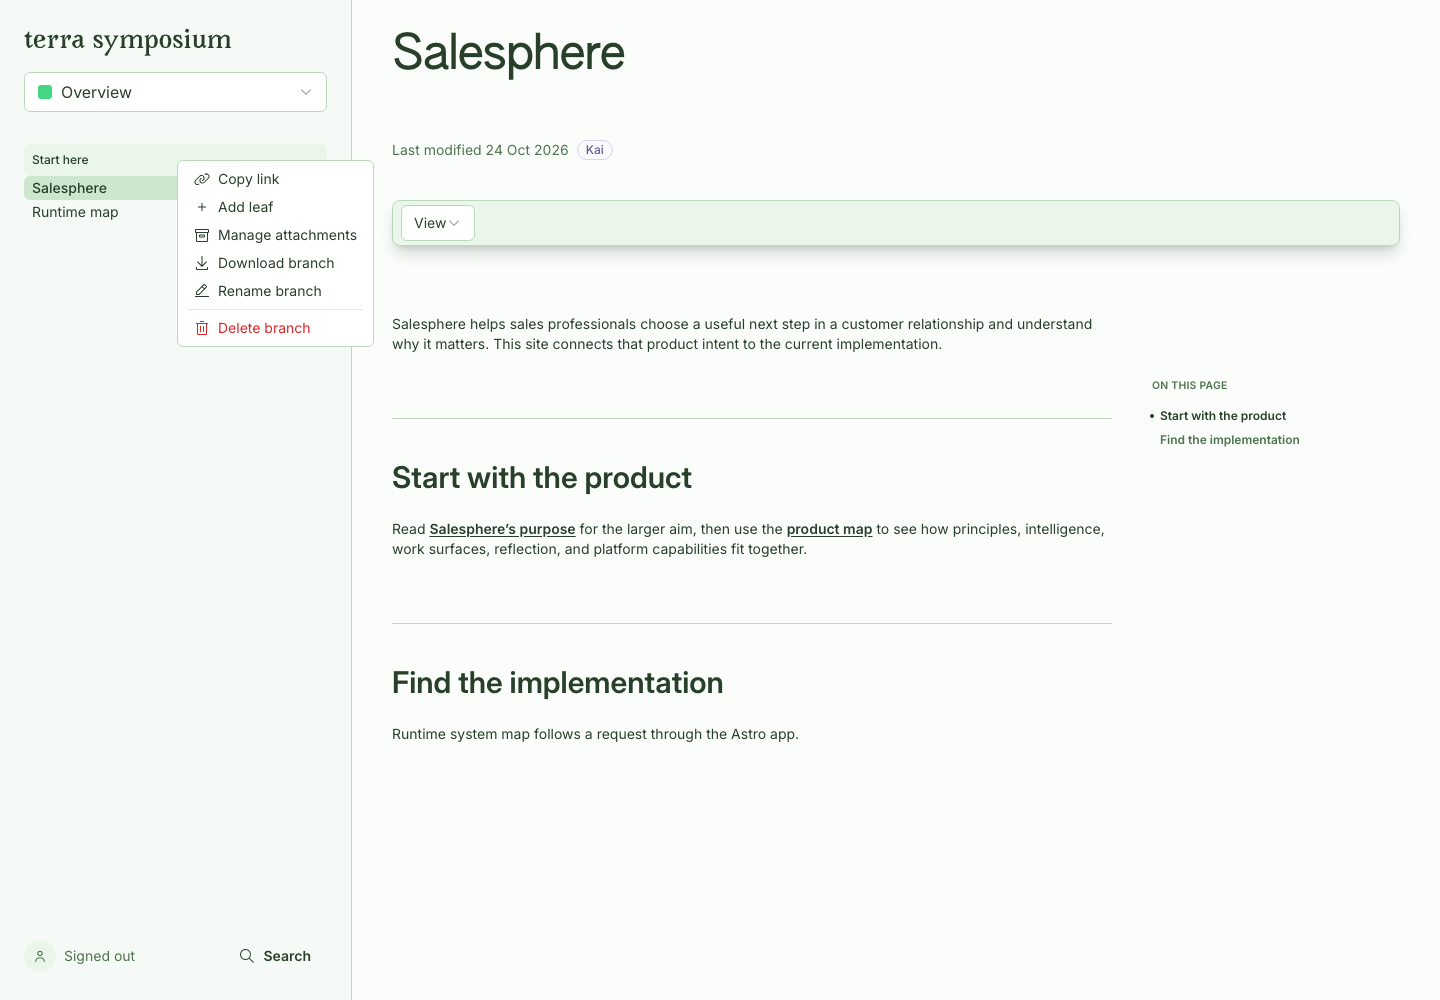 terra symposium
Overview
Start here
Salesphere
Runtime map
Copy link
Add leaf
Manage attachments
Download branch
Rename branch
Delete branch
Signed out
Search
Salesphere
Last modified 24 Oct 2026 Kai
View
Salesphere helps sales professionals choose a useful next step in a customer relationship and understand
why it matters. This site connects that product intent to the current implementation.
Start with the product
Read Salesphere’s purpose for the larger aim, then use the product map to see how principles, intelligence,
work surfaces, reflection, and platform capabilities fit together.
Find the implementation
Runtime system map follows a request through the Astro app.
ON THIS PAGE
Start with the product
Find the implementation